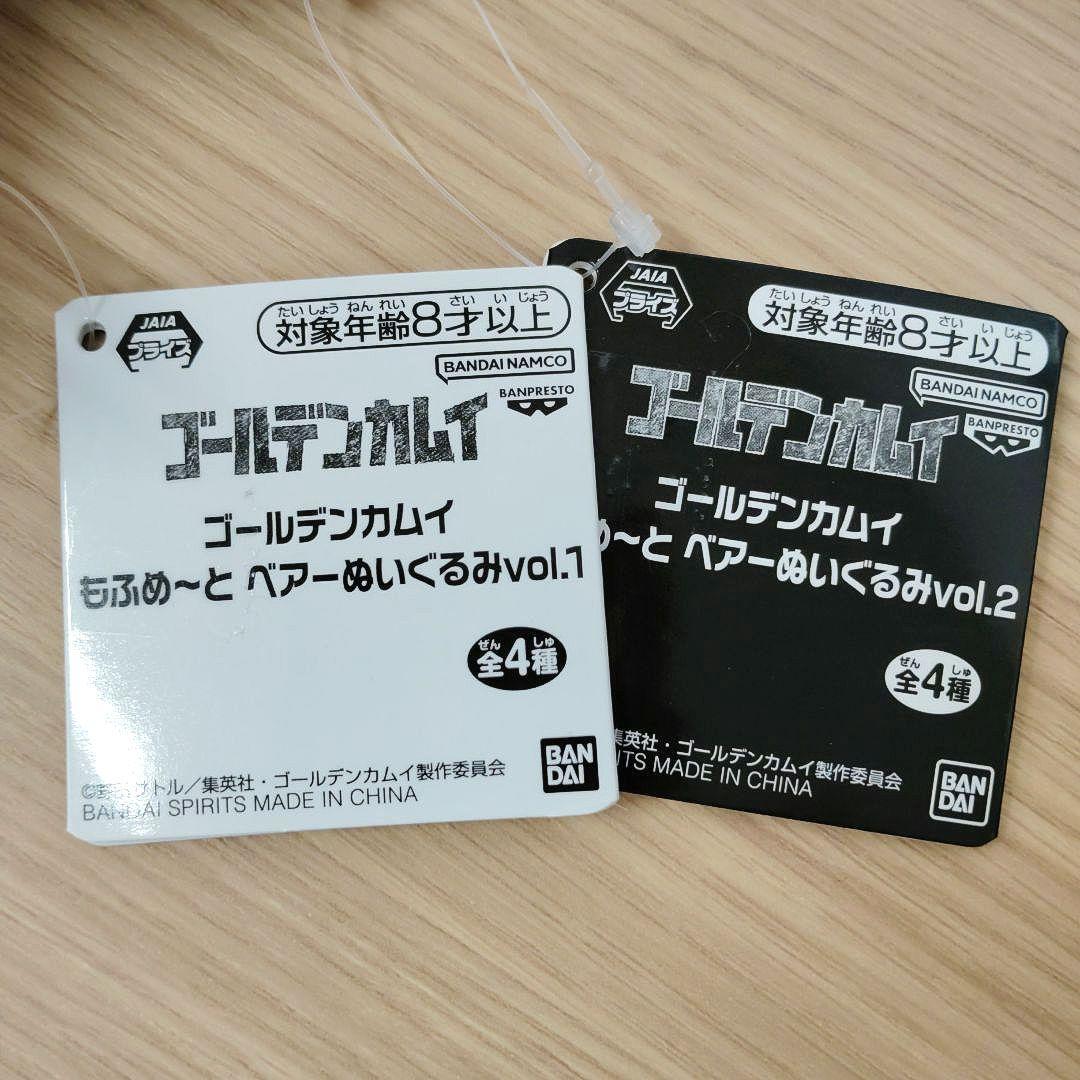 JAIA
プライズ
たいしょうねんれい さい いじょう
対象年齢8才以上
BANDAI NAMCO
BANPRESTO
ゴールデンカムイ
ゴールデンカムイ
もふめ〜と ベアーぬいぐるみvol.1
ぜん しゅ
全4種
サトル/集英社・ゴールデンカムイ製作委員会
BANDAI SPIRITS MADE IN CHINA
BAN
DAI
JAIA
プライズ
たいしょうねんれい さい いじょう
対象年齢8才以上
BANDAI NAMCO
BANPRESTO
ゴールデンカムイ
ゴールデンカムイ
め〜と ベアーぬいぐるみvol.2
ぜん しゅ
全4種
集英社・ゴールデンカムイ製作委員会
ITS MADE IN CHINA
BAN
DAI